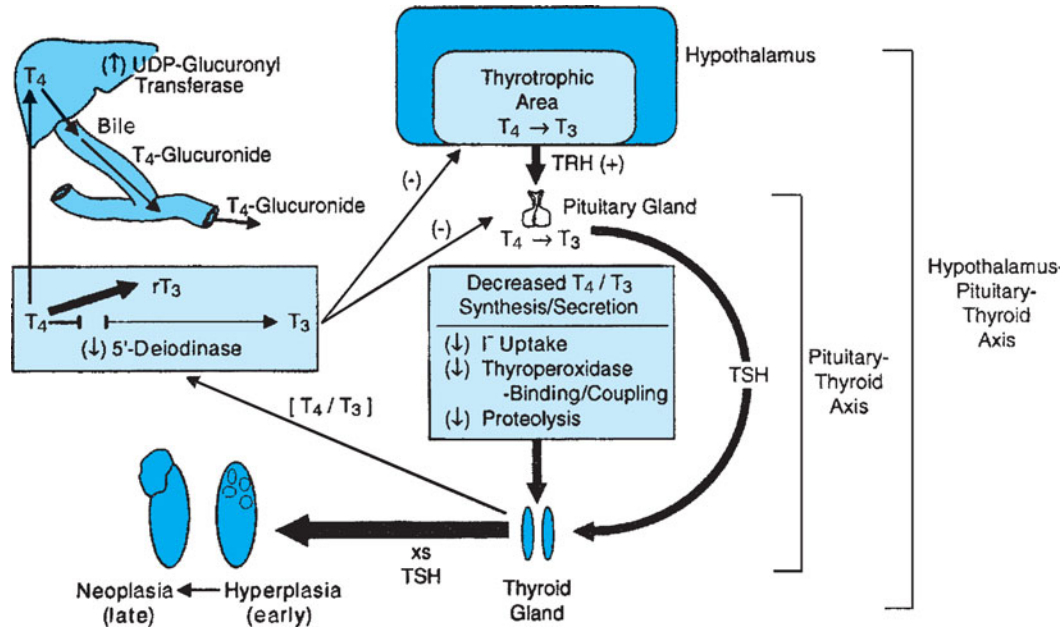 (↑) UDP-Glucuronyl
Transferase
T₄
Bile
T₄-Glucuronide
T₄-Glucuronide
Hypothalamus
Thyrotrophic
Area
T₄ → T₃
TRH (+)
(-)
(-)
Pituitary Gland
T₄ → T₃
rT₃
T₄
T₃
(↓) 5'-Deiodinase
[ T₄ / T₃ ]
Decreased T₄ / T₃
Synthesis/Secretion
(↓) I⁻ Uptake
(↓) Thyroperoxidase
-Binding/Coupling
(↓) Proteolysis
TSH
Pituitary-
Thyroid
Axis
Hypothalamus-
Pituitary-
Thyroid
Axis
xs
TSH
Thyroid
Gland
Neoplasia
(late)
Hyperplasia
(early)